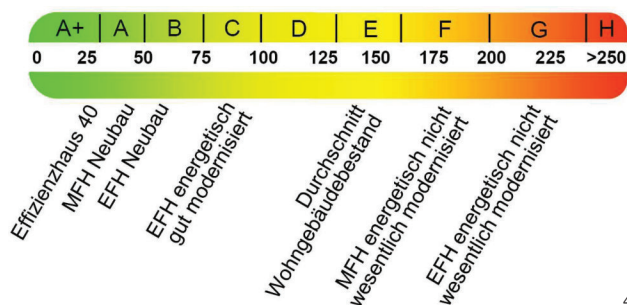 A+ A B C D E F G H
0 25 50 75 100 125 150 175 200 225 >250
Effizienzhaus 40
MFH Neubau
EFH Neubau
EFH energetisch
gut modernisiert
Durchschnitt
Wohngebäudebestand
MFH energetisch nicht
wesentlich modernisiert
EFH energetisch nicht
wesentlich modernisiert